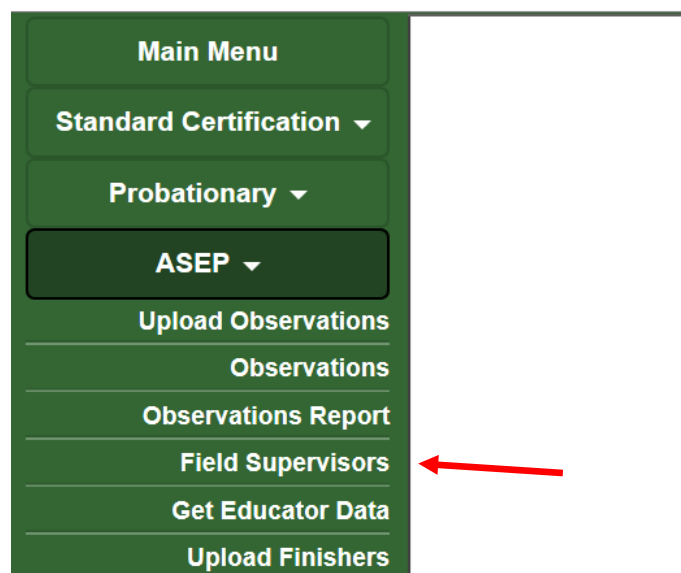 Main Menu
Standard Certification
Probationary
ASEP
Upload Observations
Observations
Observations Report
Field Supervisors
Get Educator Data
Upload Finishers